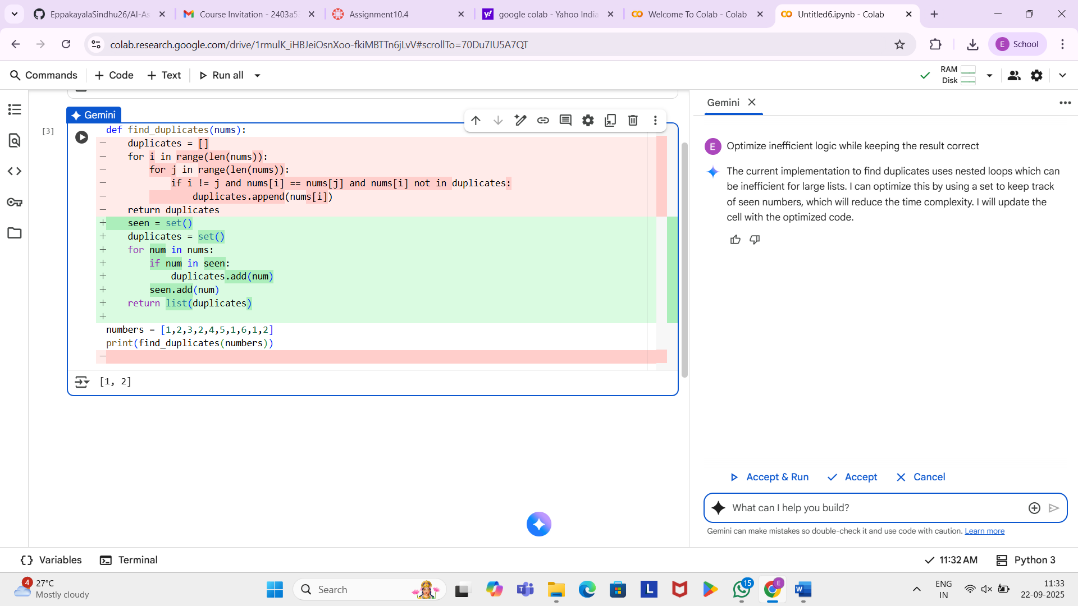 EppakayalaSindhu26/AI-As
Course Invitation - 2403a5
Assignment10.4
google colab - Yahoo Indi
Welcome To Colab - Colab
Untitled6.ipynb - Colab
colab.research.google.com/drive/1rmulK_iHBJeiOsnXoo-fkiMBTTn6jLvV#scrollTo=70Du7IU5A7QT
E School
Commands
+ Code
+ Text
Run all
RAM
Disk
Gemini
[3]
def find_duplicates(nums):
- duplicates = []
- for i in range(len(nums)):
- for j in range(len(nums)):
- if i != j and nums[i] == nums[j] and nums[i] not in duplicates:
- duplicates.append(nums[i])
- return duplicates
+ seen = set()
+ duplicates = set()
+ for num in nums:
+ if num in seen:
+ duplicates.add(num)
+ seen.add(num)
+ return list(duplicates)
+
numbers = [1,2,3,2,4,5,1,6,1,2]
print(find_duplicates(numbers))
-
[1, 2]
Gemini
E Optimize inefficient logic while keeping the result correct
The current implementation to find duplicates uses nested loops which can
be inefficient for large lists. I can optimize this by using a set to keep track
of seen numbers, which will reduce the time complexity. I will update the
cell with the optimized code.
Accept & Run
Accept
Cancel
What can I help you build?
Gemini can make mistakes so double-check it and use code with caution. Learn more
Variables
Terminal
11:32 AM
Python 3
4
27°C
Mostly cloudy
Search
L
15
E
ENG
IN
11:33
22-09-2025